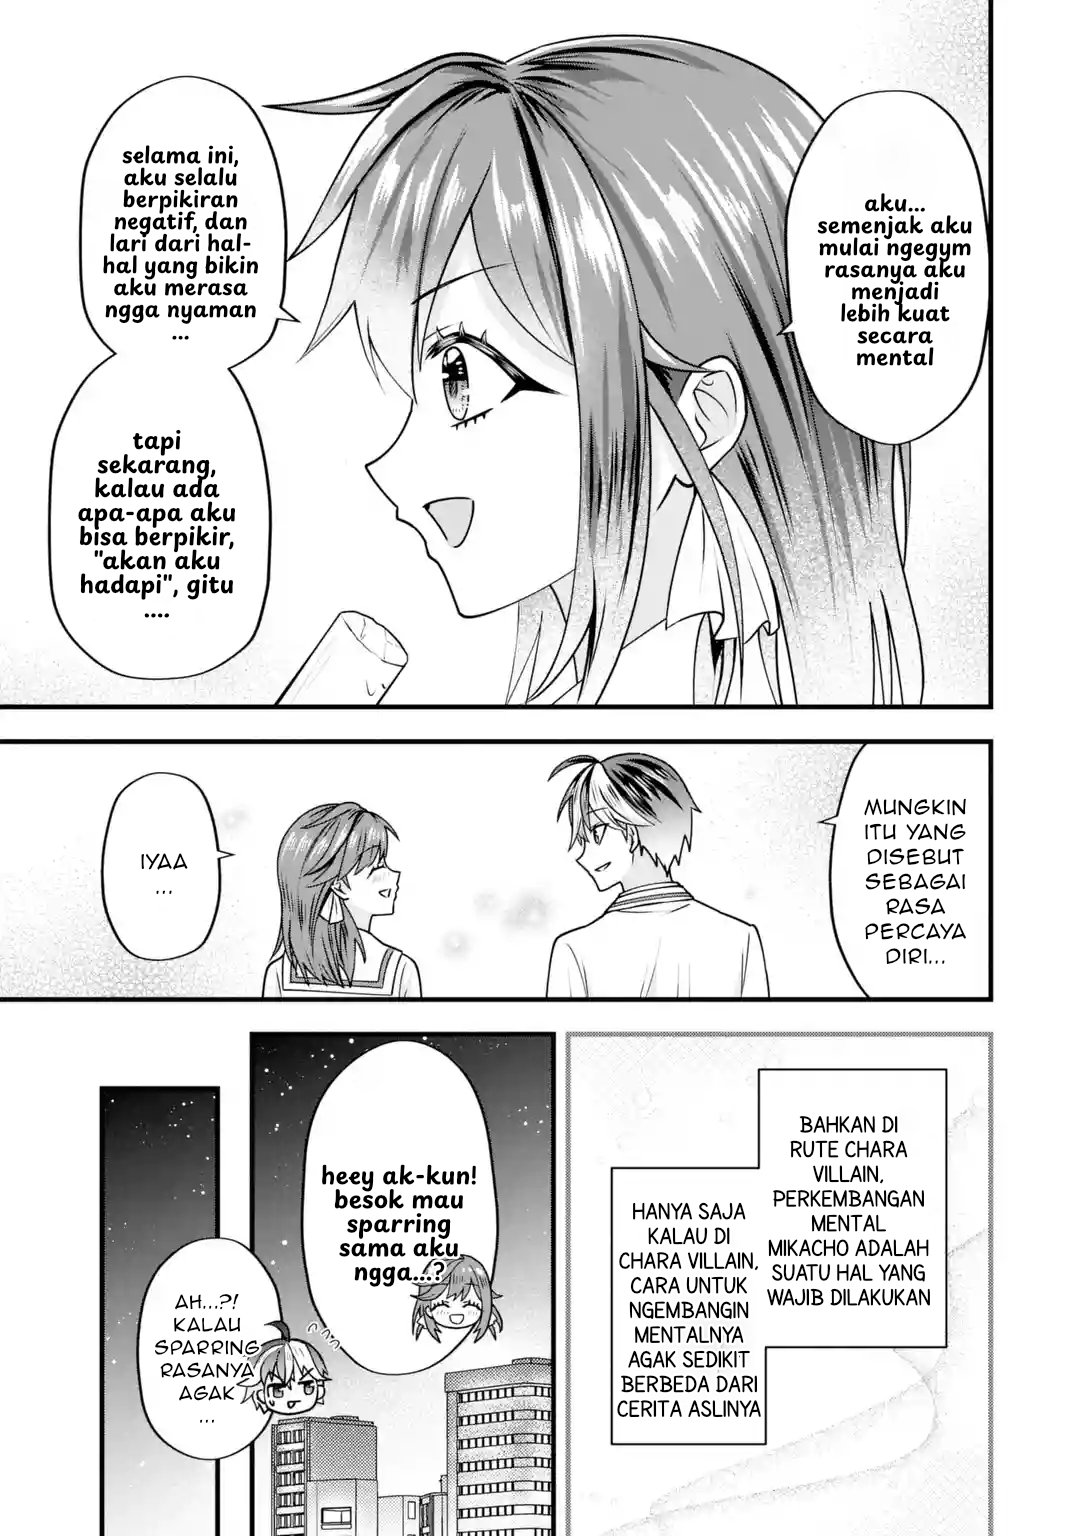 aku...
semenjak aku
mulai ngegym
rasanya aku
menjadi
lebih kuat
secara
mental
selama ini,
aku selalu
berpikiran
negatif, dan
lari dari hal-
hal yang bikin
aku merasa
ngga nyaman
...
tapi
sekarang,
kalau ada
apa-apa aku
bisa berpikir,
"akan aku
hadapi", gitu
....
MUNGKIN
ITU YANG
DISEBUT
SEBAGAI
RASA
PERCAYA
DIRI...
IYAA
...
BAHKAN DI
RUTE CHARA
VILLAIN,
PERKEMBANGAN
MENTAL
MIKACHO ADALAH
SUATU HAL YANG
WAJIB DILAKUKAN
HANYA SAJA
KALAU DI
CHARA VILLAIN,
CARA UNTUK
NGEMBANGIN
MENTALNYA
AGAK SEDIKIT
BERBEDA DARI
CERITA ASLINYA
heey ak-kun!
besok mau
sparring
sama aku
ngga...?
AH...?!
KALAU
SPARRING
RASANYA
AGAK
...